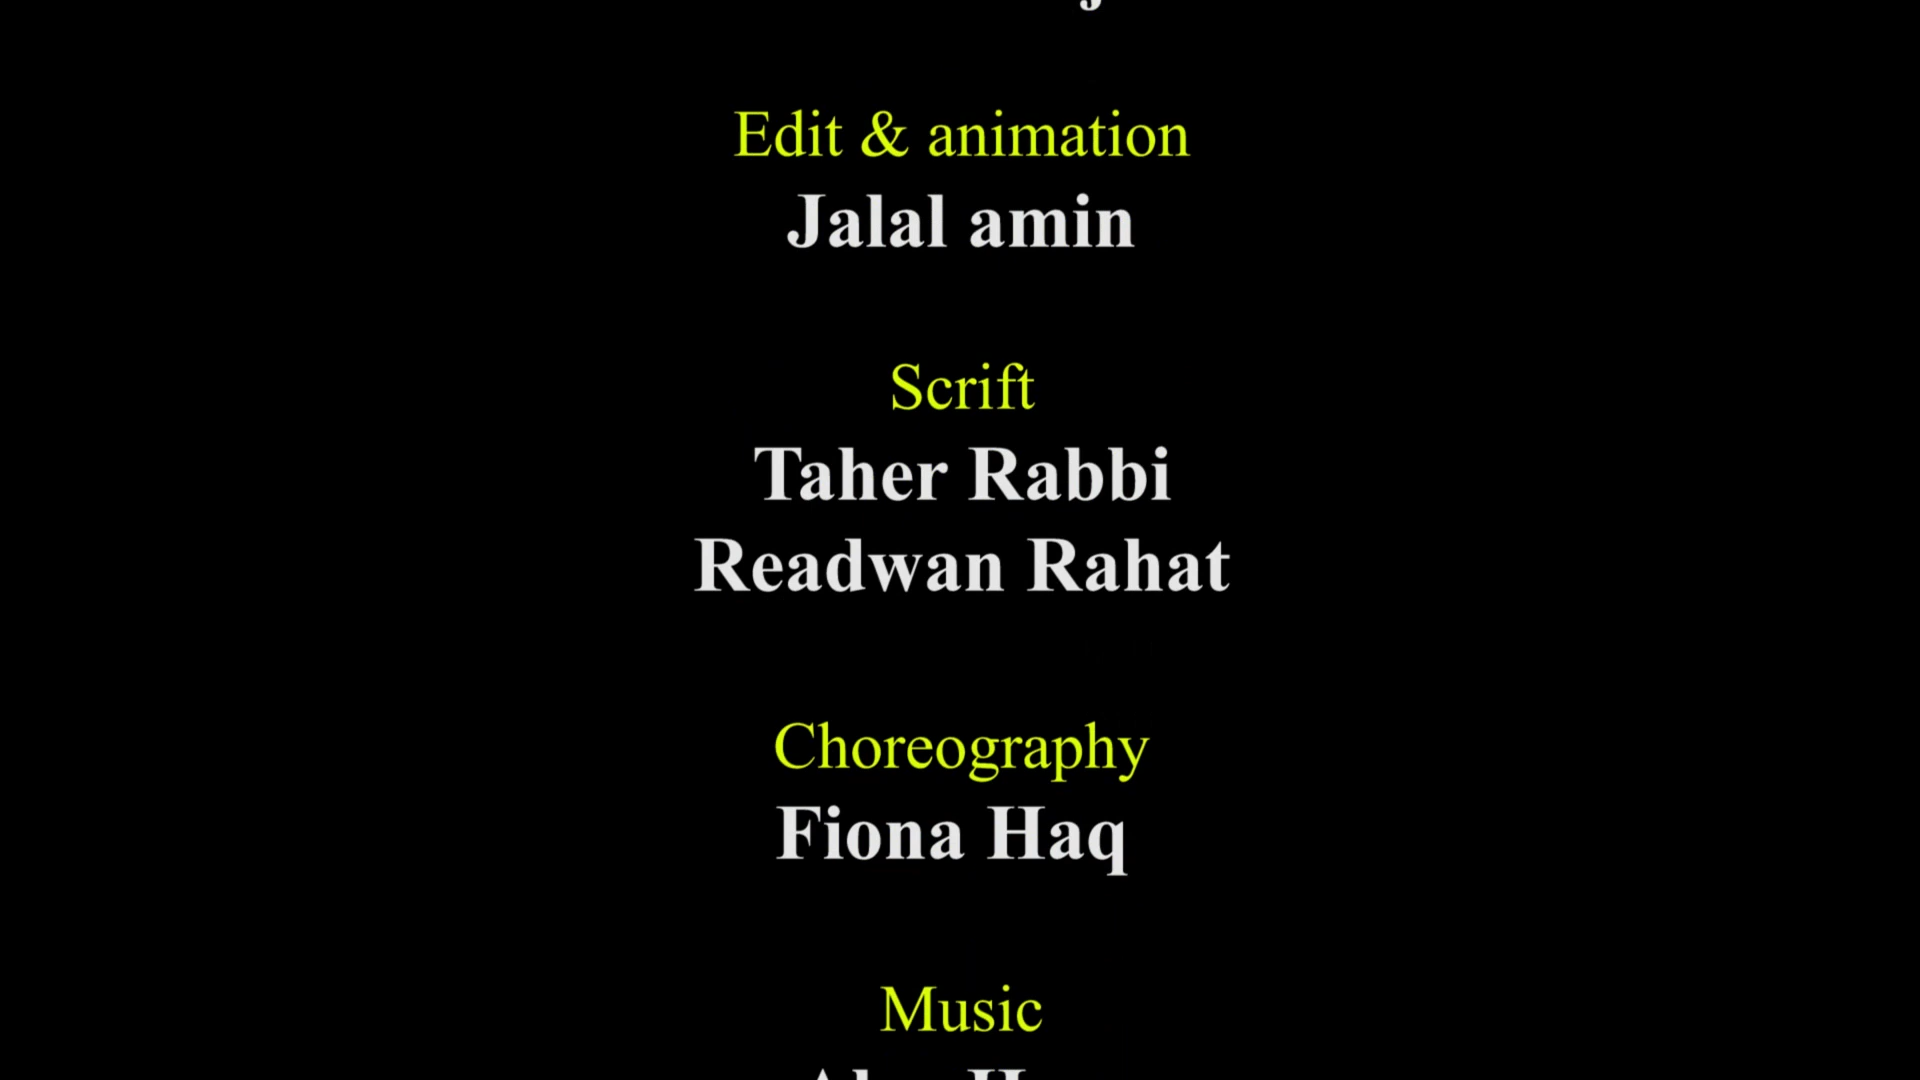 Edit & animation
Jalal amin
Scrift
Taher Rabbi
Readwan Rahat
Choreography
Fiona Haq
Music